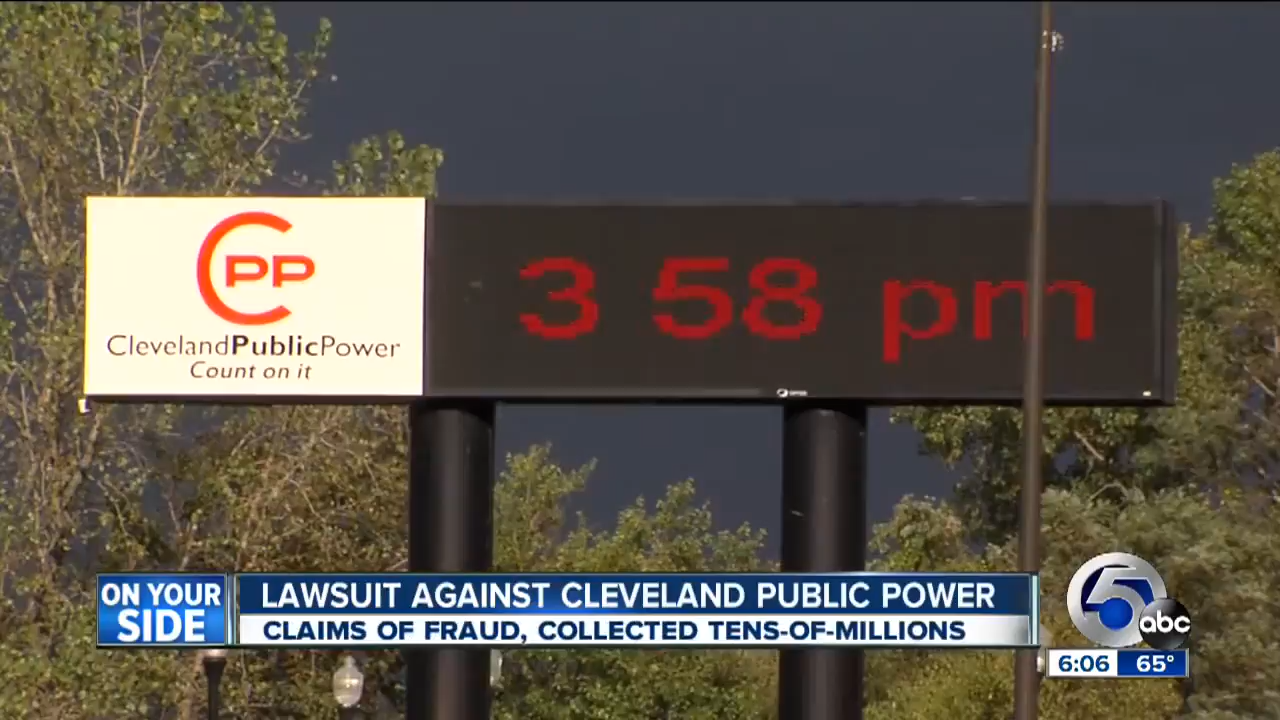 CPP
ClevelandPublicPower
Count on it
3 58 pm
ON YOUR
SIDE
LAWSUIT AGAINST CLEVELAND PUBLIC POWER
CLAIMS OF FRAUD, COLLECTED TENS-OF-MILLIONS
5
abc
6:06 65°